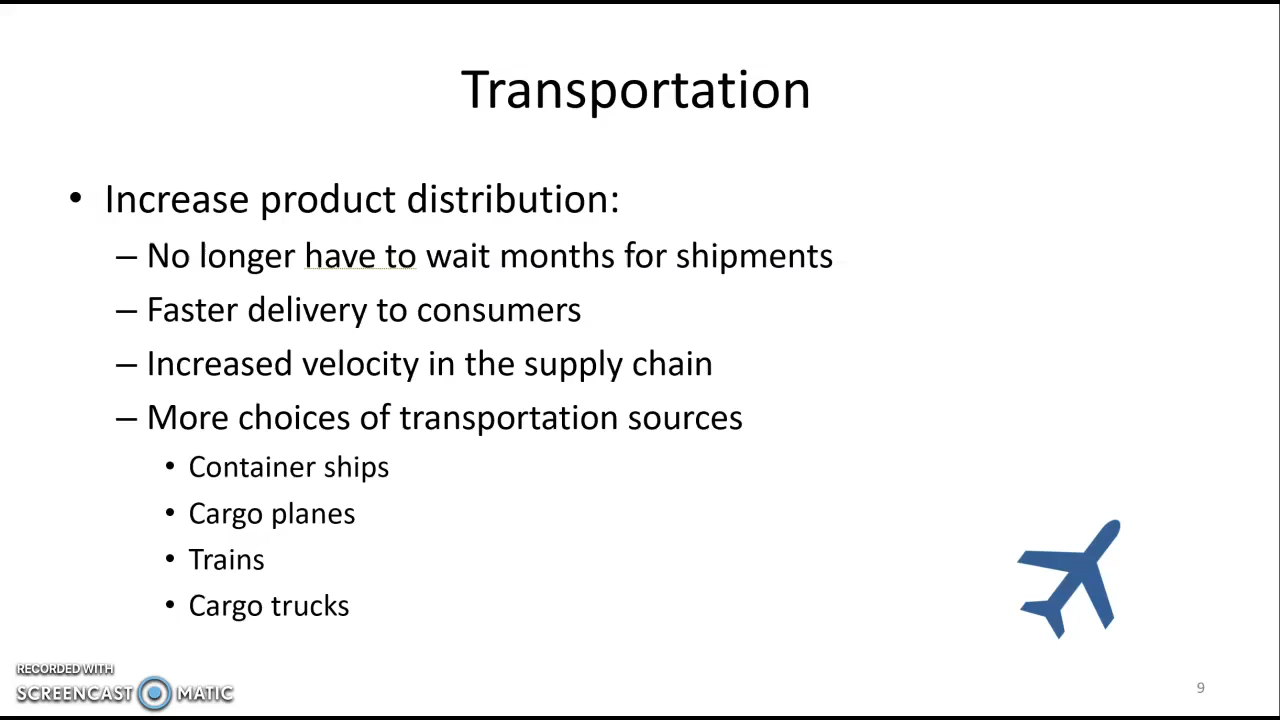 Transportation
• Increase product distribution:
– No longer have to wait months for shipments
– Faster delivery to consumers
– Increased velocity in the supply chain
– More choices of transportation sources
• Container ships
• Cargo planes
• Trains
• Cargo trucks
RECORDED WITH
SCREENCAST MATIC
9